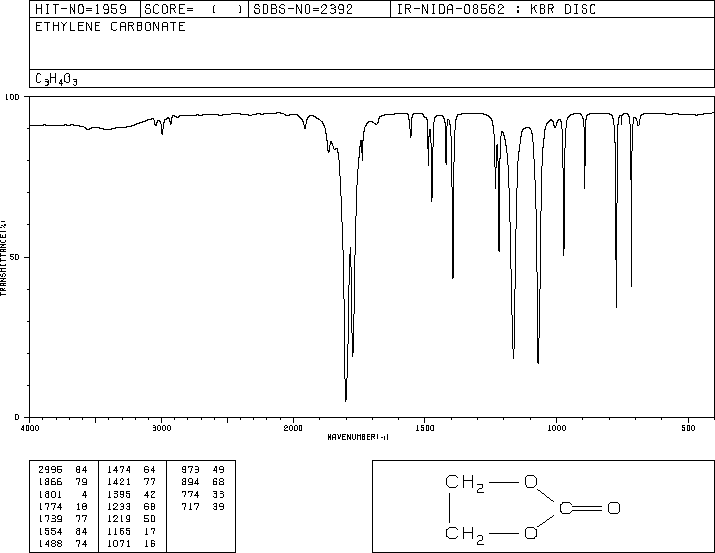 HIT-NO=1959 SCORE= ( ) SDBS-NO=2392 IR-NIDA-08562 : KBR DISC
ETHYLENE CARBONATE
C3H4O3
100
50
0
TRANSMITTANCE(%)
4000 3000 2000 1500 1000 500
WAVENUMBER(-1)
2995 84 1474 64 973 49
1866 79 1421 77 894 68
1801 4 1395 42 774 33
1774 18 1233 68 717 39
1739 77 1219 50
1554 84 1165 17
1488 74 1071 16
CH2 O
C O
CH2 O